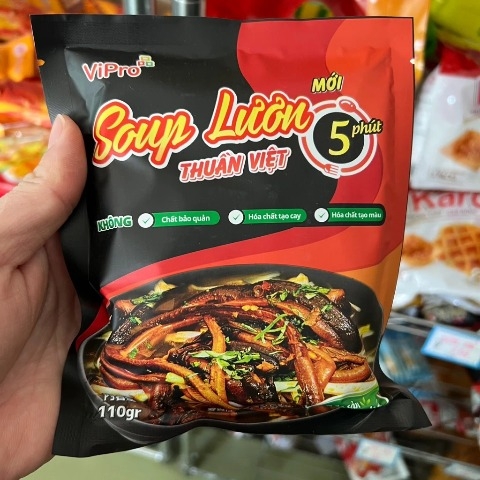 ViPro
MỚI
Soup Lươn
5 phút
THUẦN VIỆT
KHÔNG
Chất bảo quản
Hóa chất tạo cay
Hóa chất tạo màu
110gr
Karo